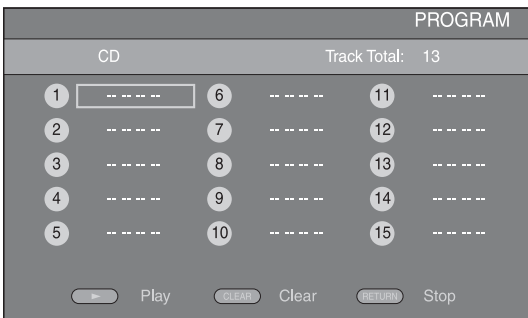 PROGRAM
CD Track Total: 13
1 -- -- -- -- 6 -- -- -- -- 11 -- -- -- --
2 -- -- -- -- 7 -- -- -- -- 12 -- -- -- --
3 -- -- -- -- 8 -- -- -- -- 13 -- -- -- --
4 -- -- -- -- 9 -- -- -- -- 14 -- -- -- --
5 -- -- -- -- 10 -- -- -- -- 15 -- -- -- --
Play CLEAR Clear RETURN Stop